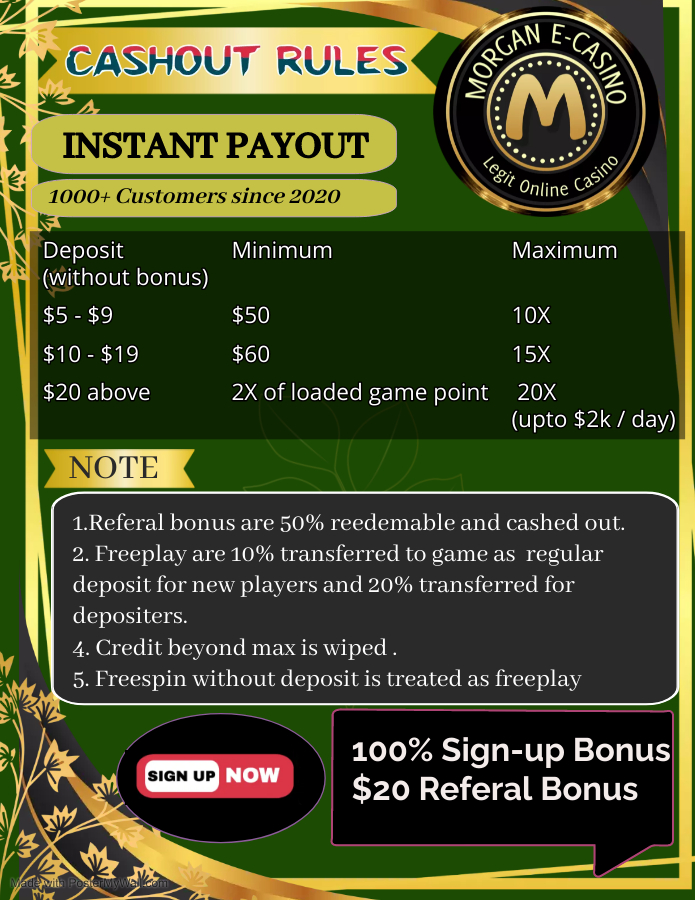 CASHOUT RULES
MORGAN E-CASINO
M
Legit Online Casino
INSTANT PAYOUT
1000+ Customers since 2020
Deposit Minimum Maximum
(without bonus)
$5 - $9 $50 10X
$10 - $19 $60 15X
$20 above 2X of loaded game point 20X
(upto $2k / day)
NOTE
1.Referal bonus are 50% reedemable and cashed out.
2. Freeplay are 10% transferred to game as regular
deposit for new players and 20% transferred for
depositers.
4. Credit beyond max is wiped .
5. Freespin without deposit is treated as freeplay
SIGN UP NOW
100% Sign-up Bonus
$20 Referal Bonus
Made with PosterMyWall.com